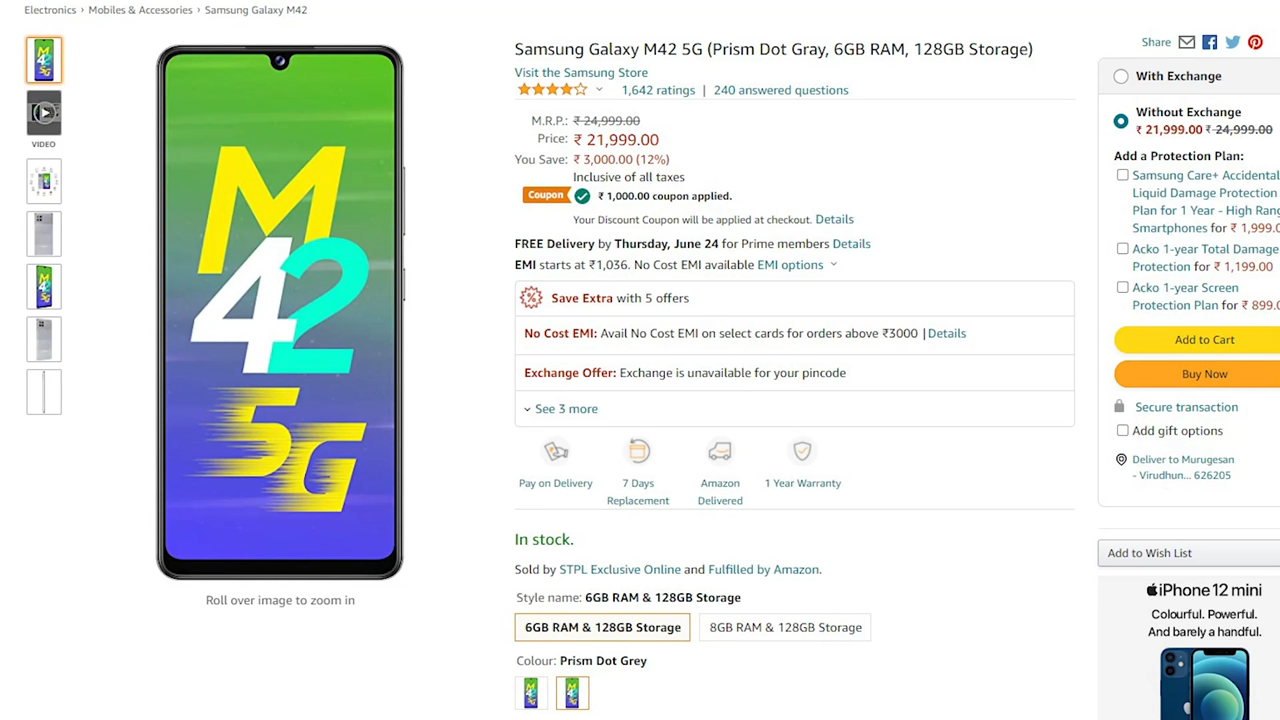 Electronics › Mobiles & Accessories › Samsung Galaxy M42
M
42
5G
VIDEO
M
42
5G
Roll over image to zoom in
Samsung Galaxy M42 5G (Prism Dot Gray, 6GB RAM, 128GB Storage)
Visit the Samsung Store
1,642 ratings | 240 answered questions
M.R.P.: ₹ 24,999.00
Price: ₹ 21,999.00
You Save: ₹ 3,000.00 (12%)
Inclusive of all taxes
Coupon ₹ 1,000.00 coupon applied.
Your Discount Coupon will be applied at checkout. Details
FREE Delivery by Thursday, June 24 for Prime members Details
EMI starts at ₹1,036. No Cost EMI available EMI options
Save Extra with 5 offers
No Cost EMI: Avail No Cost EMI on select cards for orders above ₹3000 | Details
Exchange Offer: Exchange is unavailable for your pincode
See 3 more
Pay on Delivery
7 Days
Replacement
Amazon
Delivered
1 Year Warranty
In stock.
Sold by STPL Exclusive Online and Fulfilled by Amazon.
Style name: 6GB RAM & 128GB Storage
6GB RAM & 128GB Storage
8GB RAM & 128GB Storage
Colour: Prism Dot Grey
Share
With Exchange
Without Exchange
₹ 21,999.00 ₹ 24,999.00
Add a Protection Plan:
Samsung Care+ Accidental
Liquid Damage Protection
Plan for 1 Year - High Rang
Smartphones for ₹ 1,999.0
Acko 1-year Total Damage
Protection for ₹ 1,199.00
Acko 1-year Screen
Protection Plan for ₹ 899.0
Add to Cart
Buy Now
Secure transaction
Add gift options
Deliver to Murugesan
- Virudhun... 626205
Add to Wish List
iPhone 12 mini
Colourful. Powerful.
And barely a handful.